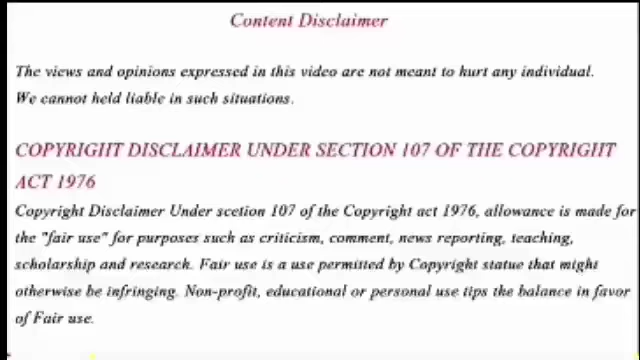 Content Disclaimer
The views and opinions expressed in this video are not meant to hurt any individual.
We cannot held liable in such situations.
COPYRIGHT DISCLAIMER UNDER SECTION 107 OF THE COPYRIGHT
ACT 1976
Copyright Disclaimer Under scetion 107 of the Copyright act 1976, allowance is made for
the "fair use" for purposes such as criticism, comment, news reporting, teaching,
scholarship and research. Fair use is a use permitted by Copyright statue that might
otherwise be infringing. Non-profit, educational or personal use tips the balance in favor
of Fair use.